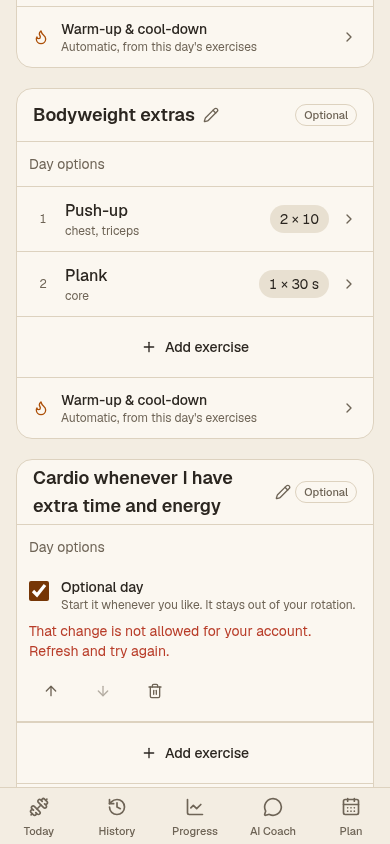 Warm-up & cool-down
Automatic, from this day's exercises
Bodyweight extras
Optional
Day options
1
Push-up
chest, triceps
2 × 10
2
Plank
core
1 × 30 s
Add exercise
Warm-up & cool-down
Automatic, from this day's exercises
Cardio whenever I have
extra time and energy
Optional
Day options
Optional day
Start it whenever you like. It stays out of your rotation.
That change is not allowed for your account.
Refresh and try again.
Add exercise
Today
History
Progress
AI Coach
Plan